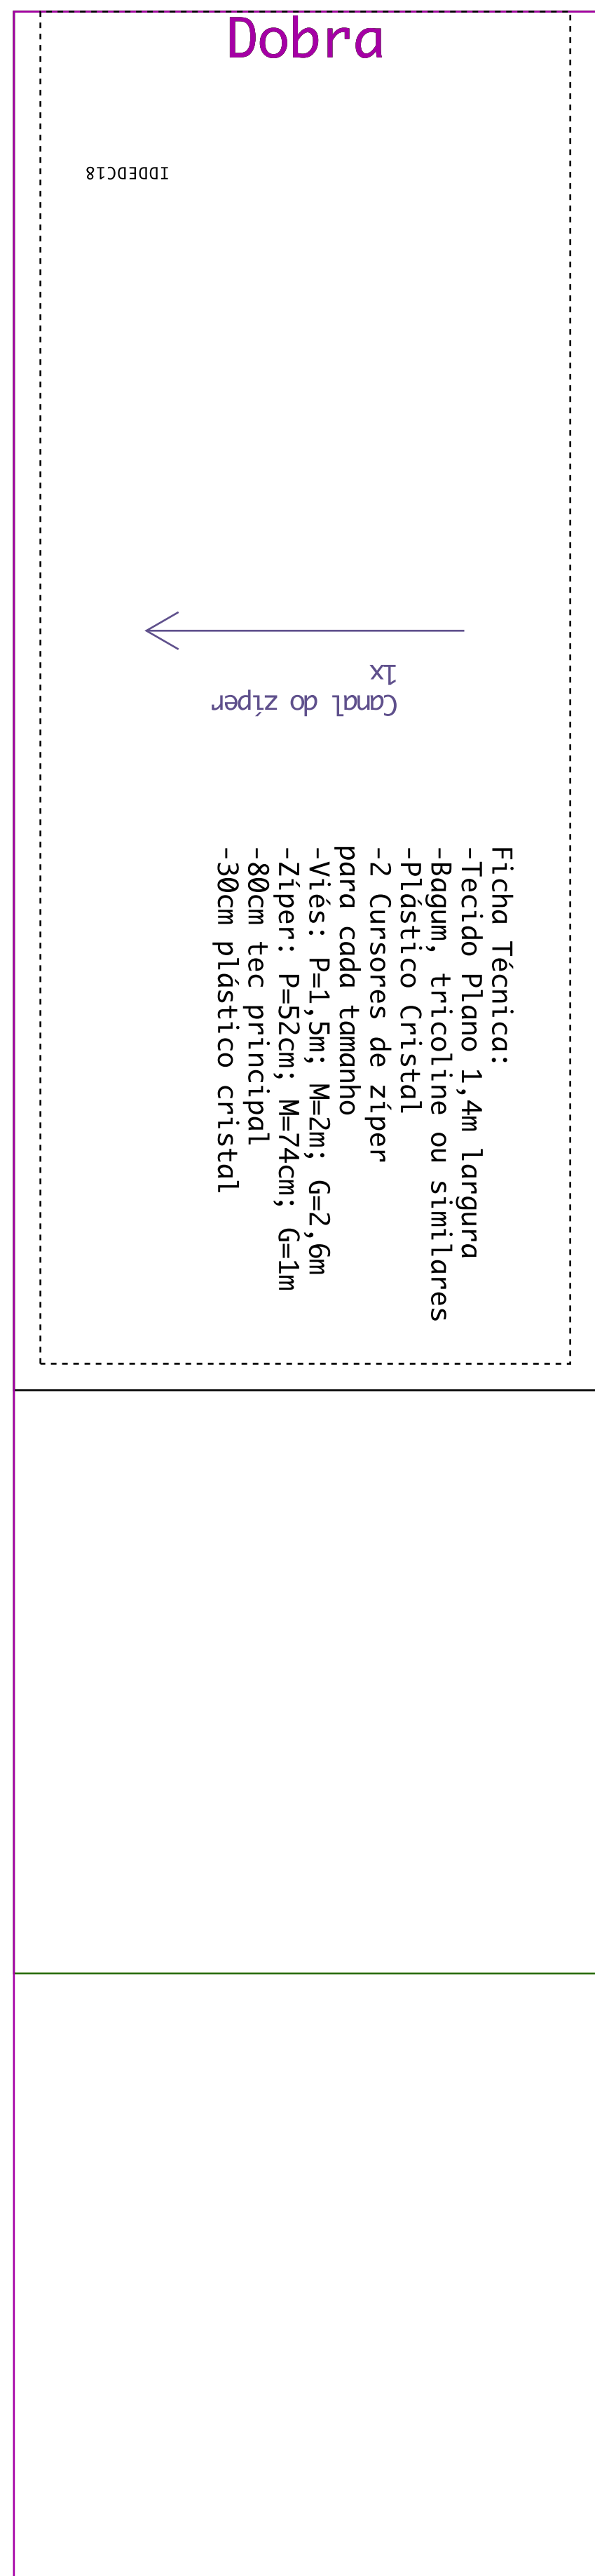 Dobra
IDDEDC18
Canal do zíper
1x
Ficha Técnica:
-Tecido Plano 1,4m largura
-Bagum, tricoline ou similares
-Plástico Cristal
-2 Cursores de zíper
para cada tamanho
-Viés: P=1,5m; M=2m; G=2,6m
-Zíper: P=52cm; M=74cm; G=1m
-80cm tec principal
-30cm plástico cristal